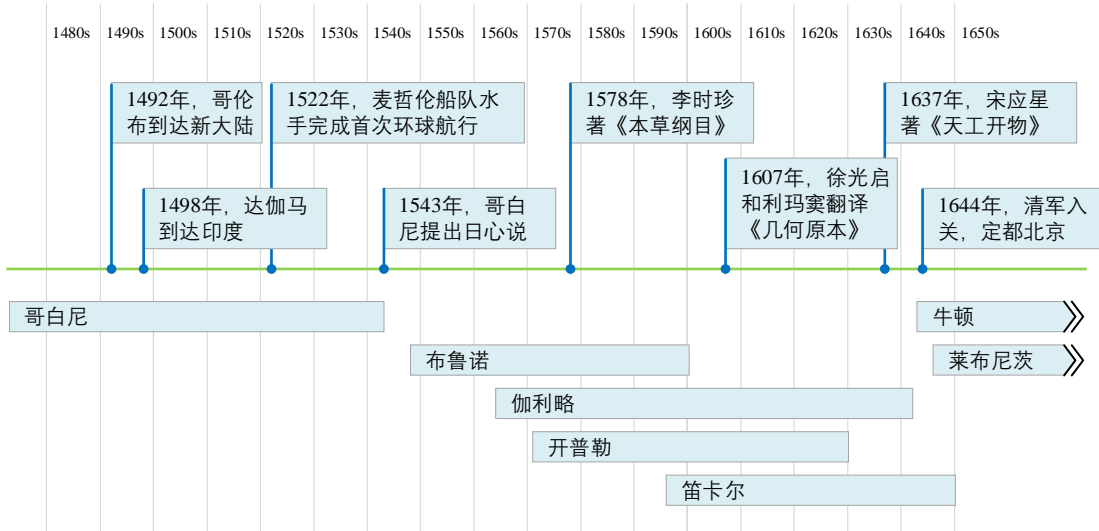 1480s 1490s 1500s 1510s 1520s 1530s 1540s 1550s 1560s 1570s 1580s 1590s 1600s 1610s 1620s 1630s 1640s 1650s
1492年，哥伦
布到达新大陆
1522年，麦哲伦船队水
手完成首次环球航行
1578年，李时珍
著《本草纲目》
1637年，宋应星
著《天工开物》
1498年，达伽马
到达印度
1543年，哥白
尼提出日心说
1607年，徐光启
和利玛窦翻译
《几何原本》
1644年，清军入
关，定都北京
哥白尼
牛顿
布鲁诺
莱布尼茨
伽利略
开普勒
笛卡尔